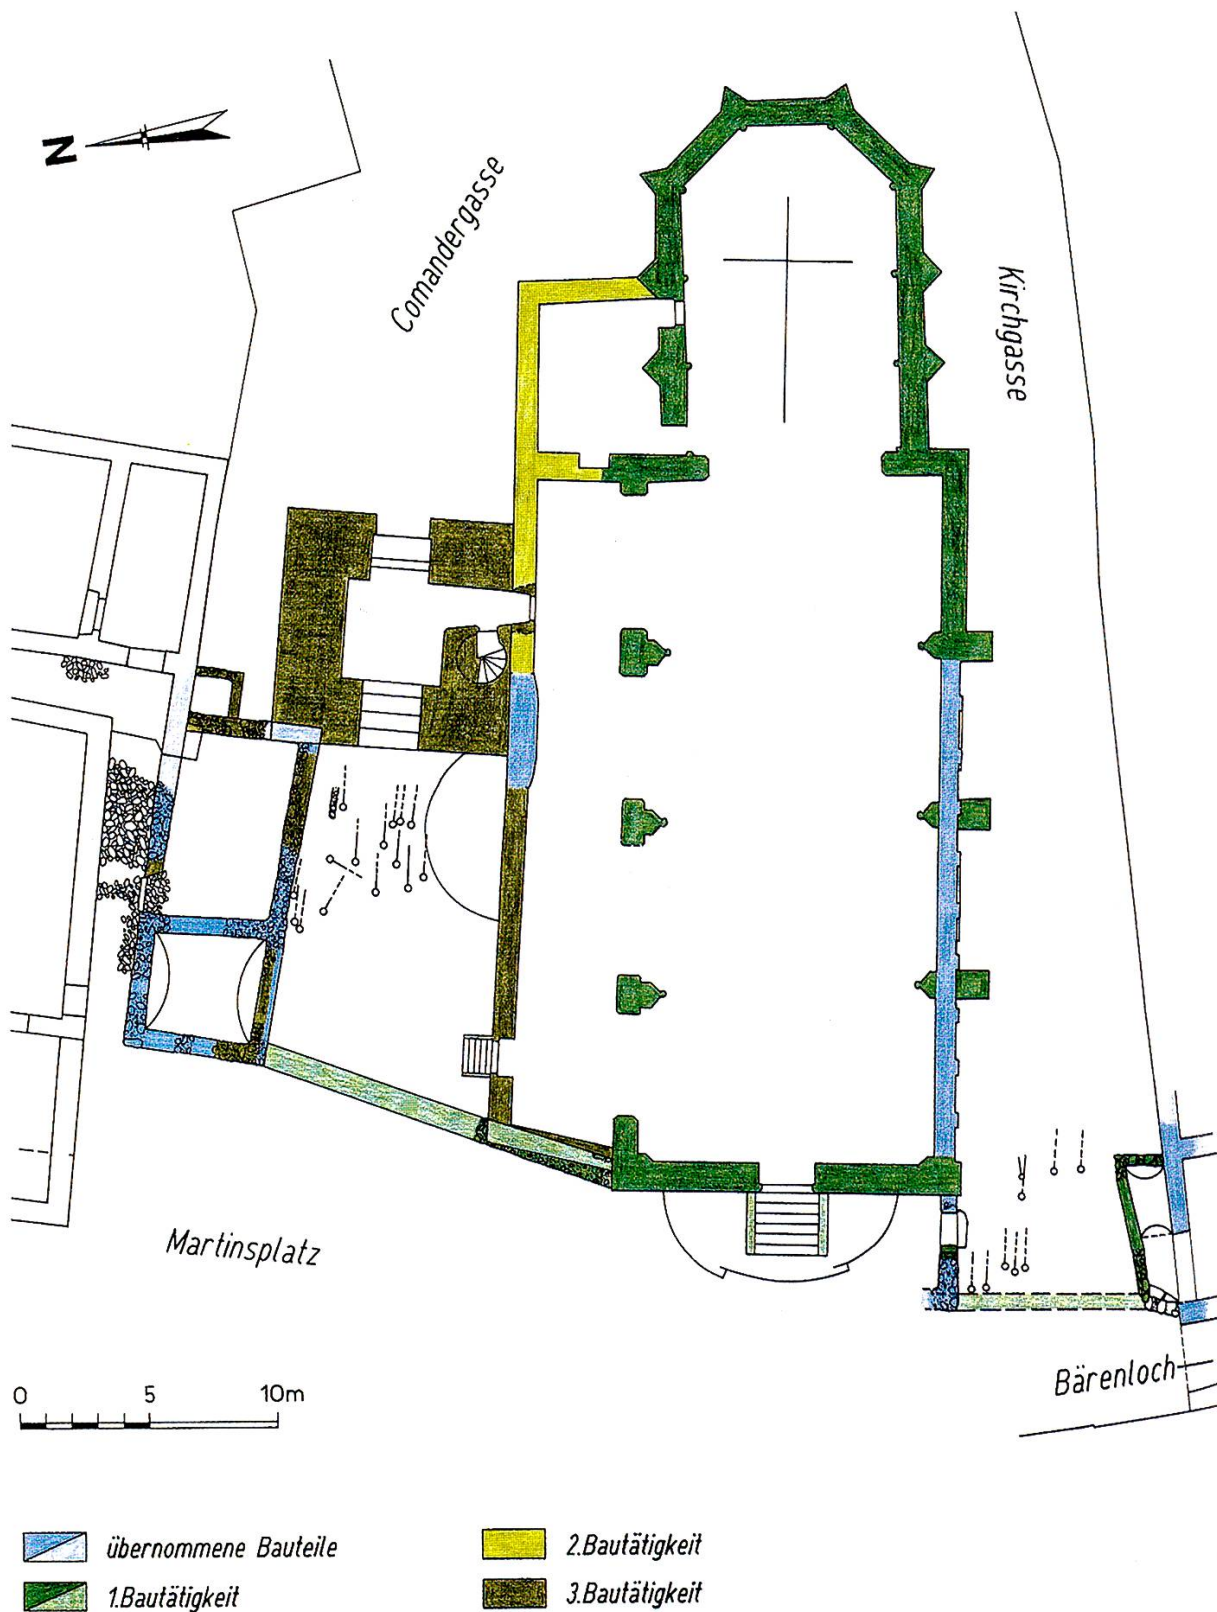 N
Comandergasse
Kirchgasse
Martinsplatz
Bärenloch
0 5 10m
übernommene Bauteile
1.Bautätigkeit
2.Bautätigkeit
3.Bautätigkeit